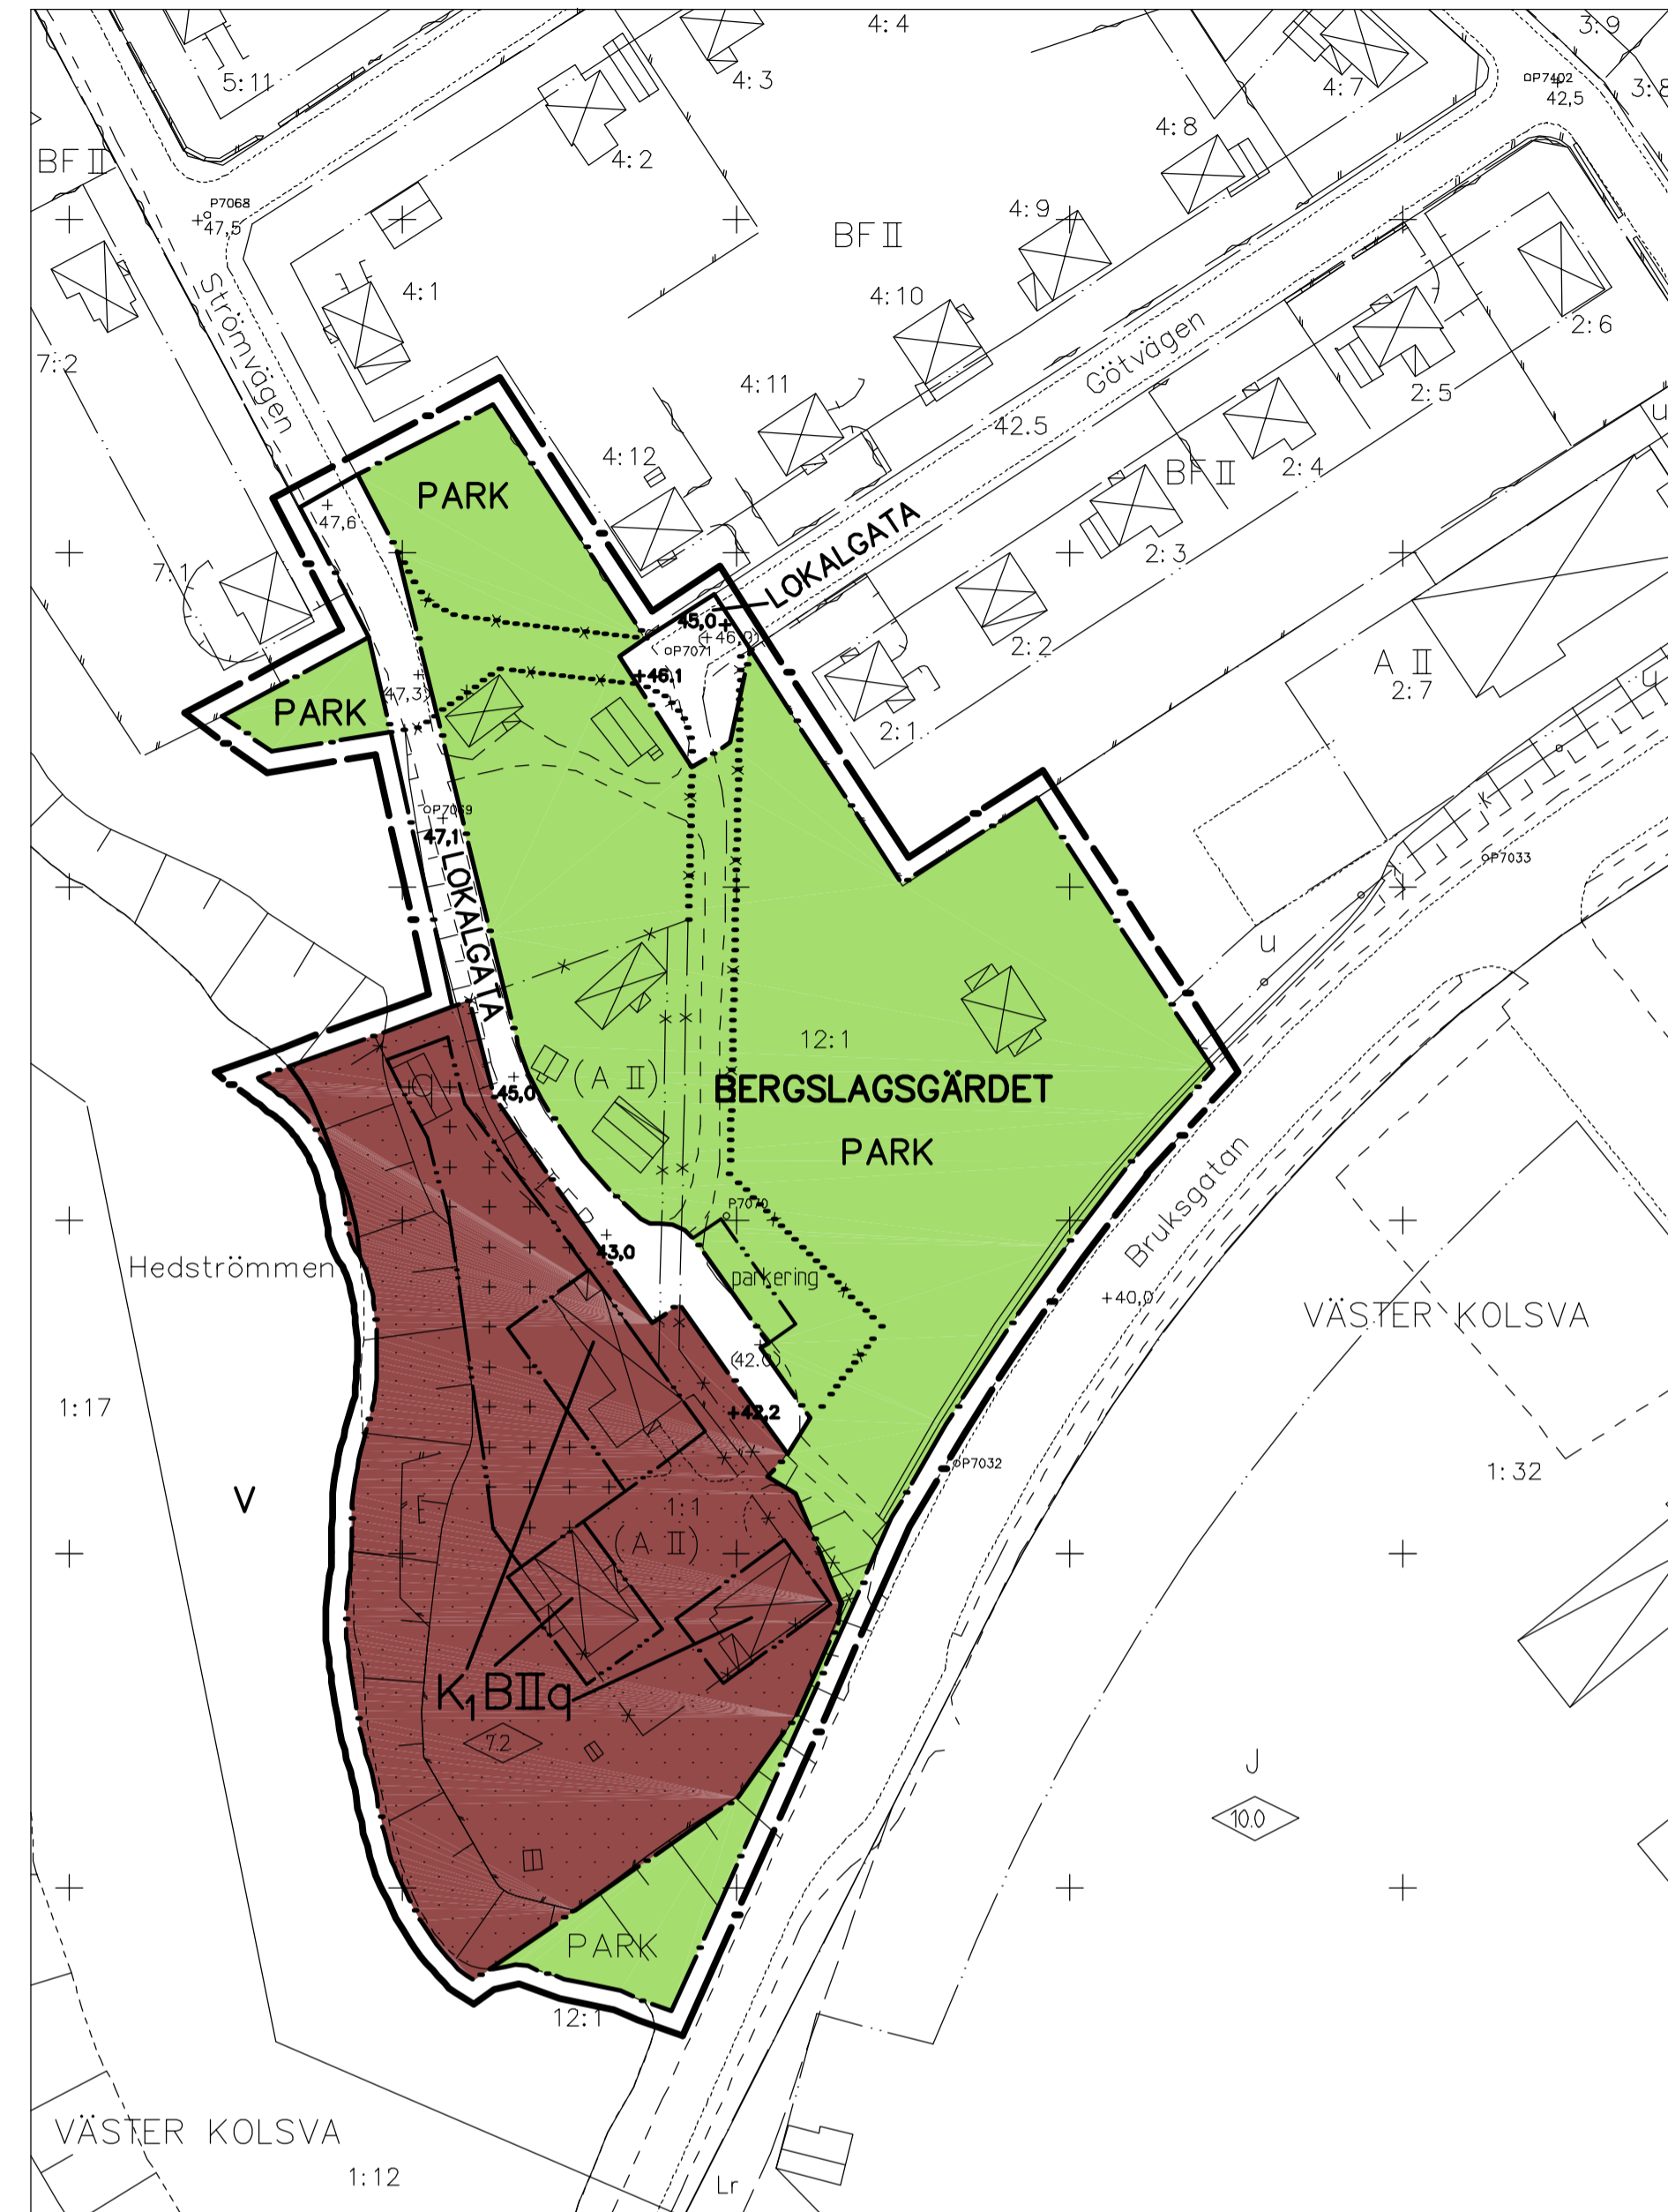 4:4
3:9
5:11
4:3
4:7
P7402
42,5
3:8
4:8
BF II
4:2
P7068
47,5
4:9
BF II
4:1
4:10
Strömvägen
Götvägen
7:2
2:6
4:11
2:5
42.5
u
4:12
BF II
2:4
PARK
47,6
LOKALGATA
2:3
7:1
45,0
(+46,0)
P7071
2:2
A II
2:7
46,1
u
47,3
PARK
2:1
k
P7069
47,1
P7033
LOKALGATA
u
12:1
(A II)
45,0
BERGSLAGSGÄRDET
PARK
P7070
Bruksgatan
43,0
Hedströmmen
parkering
+40,0
VÄSTER KOLSVA
(42.0)
1:17
+42,2
P7032
1:32
V
1:1
(A II)
K₁BIIq
7.2
J
10.0
PARK
12:1
VÄSTER KOLSVA
1:12
Lr